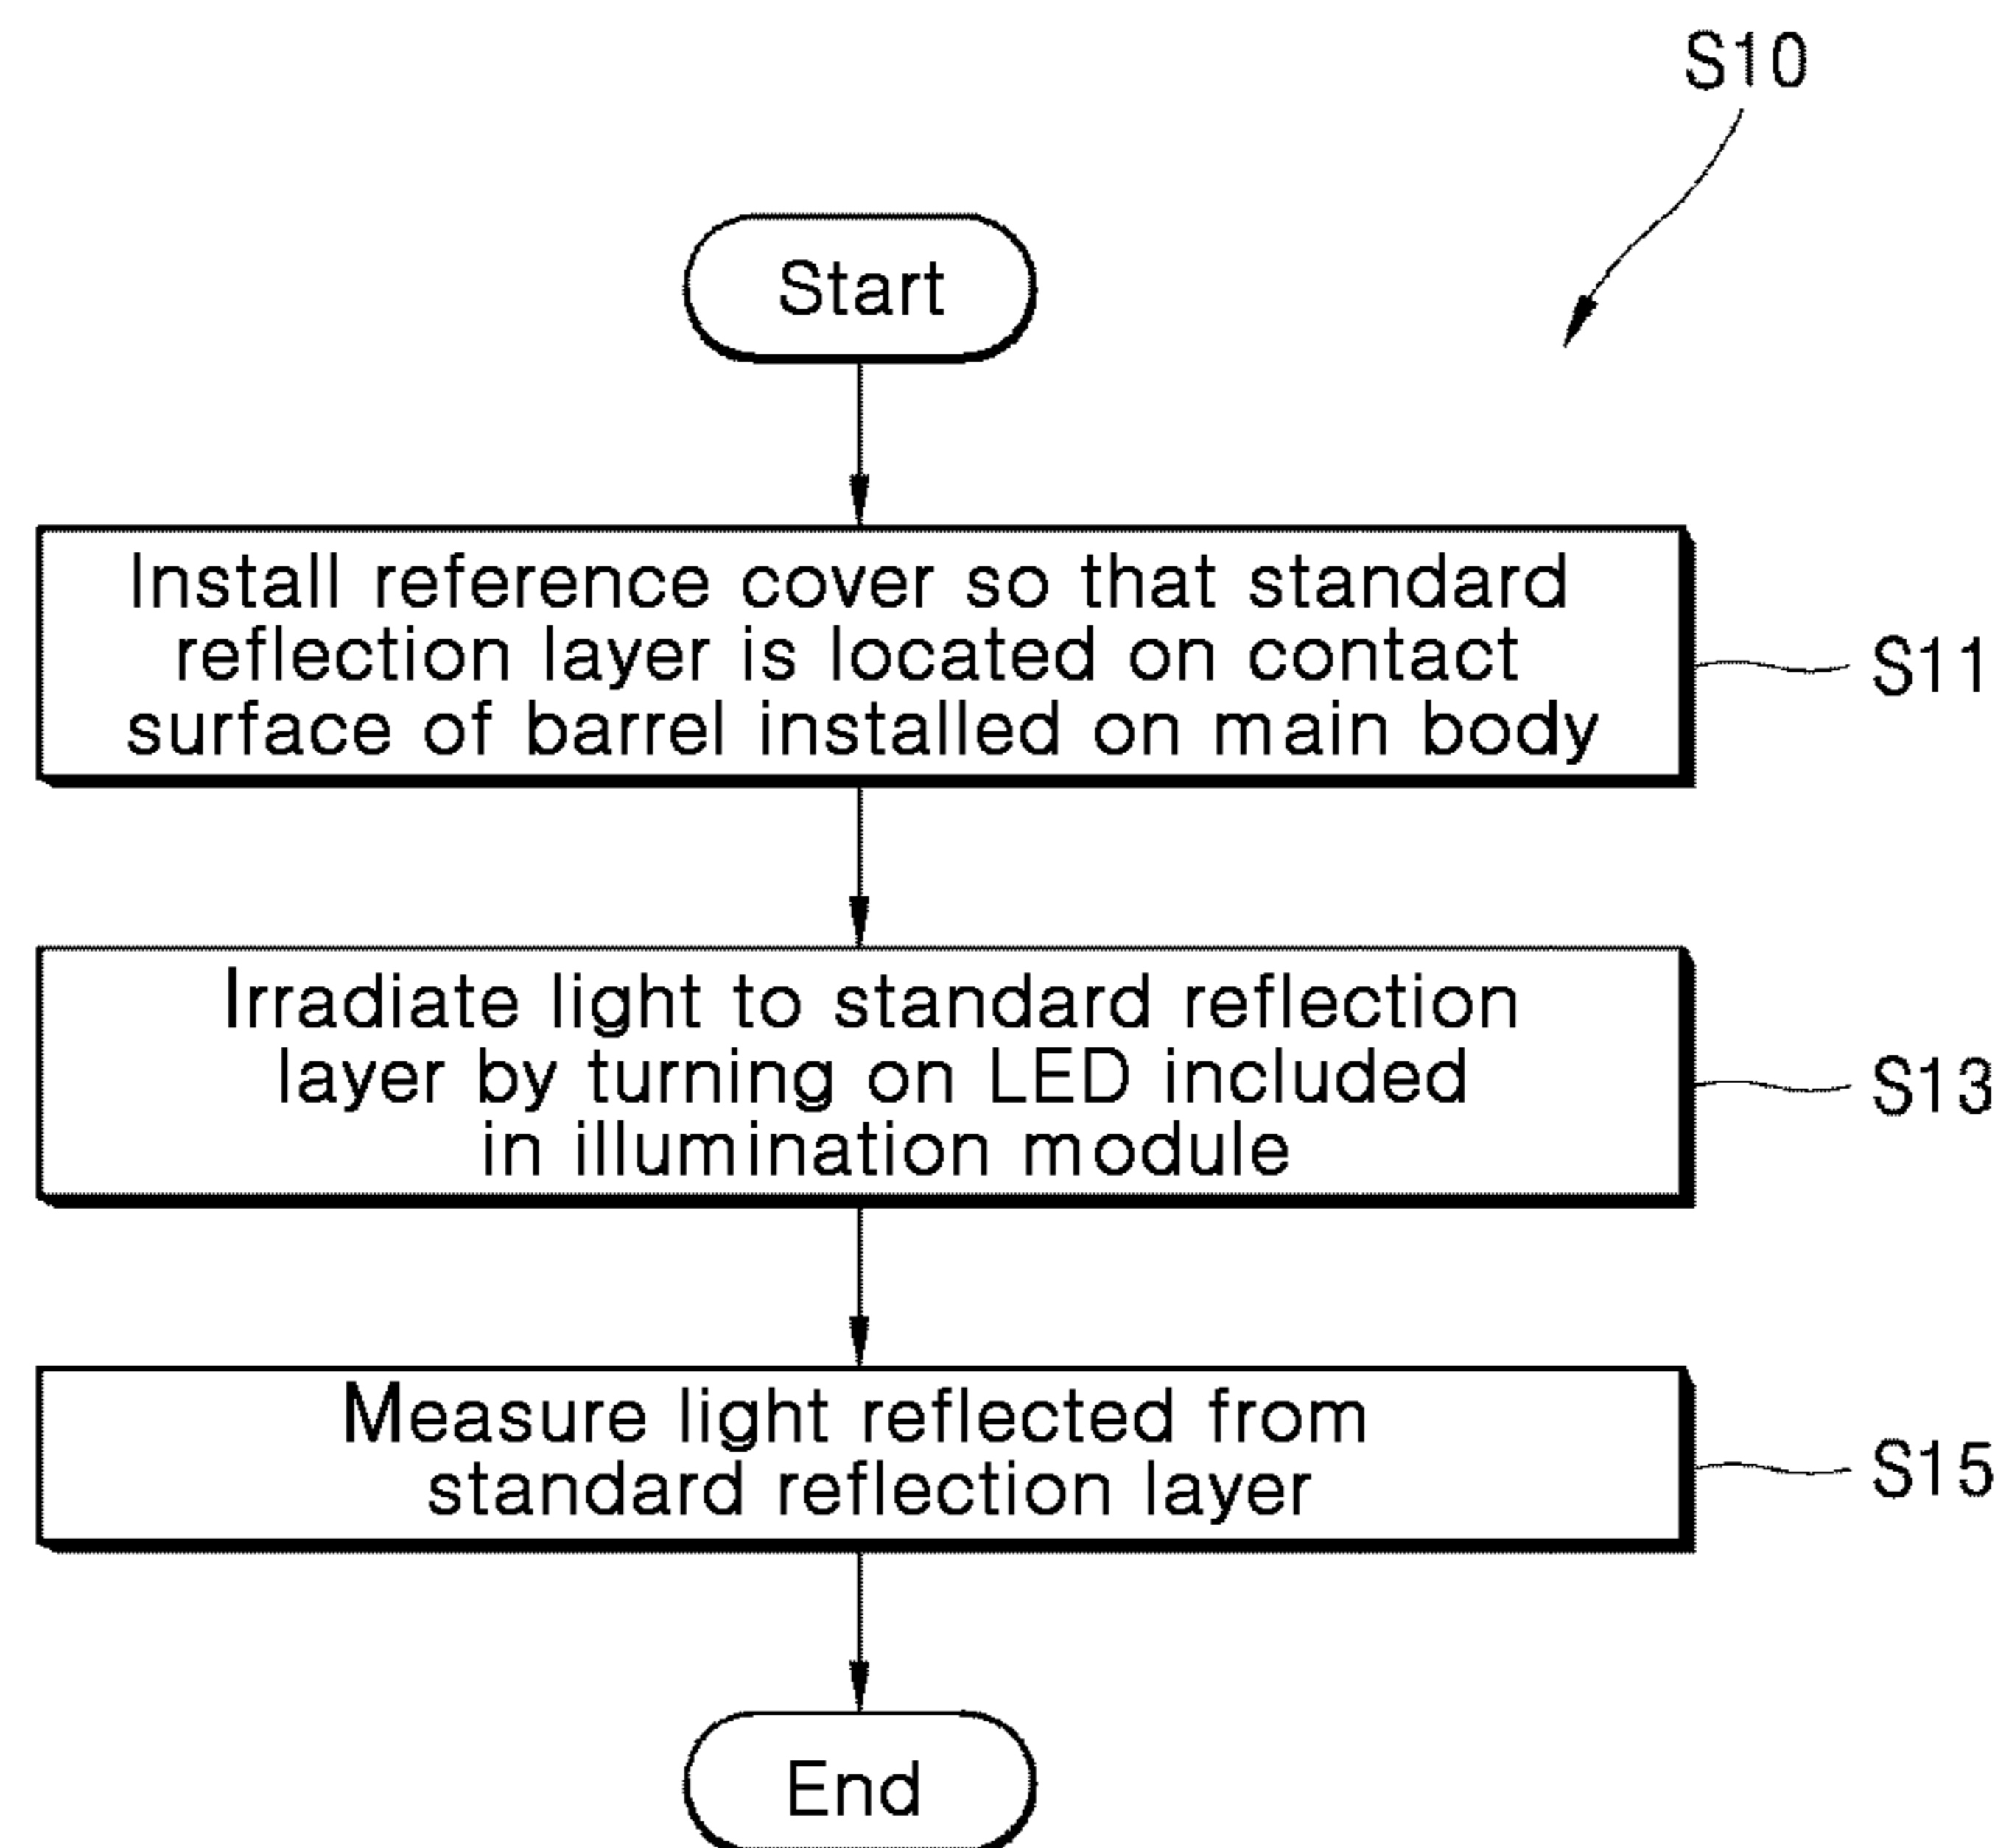 S10
Start
Install reference cover so that standard
reflection layer is located on contact
surface of barrel installed on main body
S11
Irradiate light to standard reflection
layer by turning on LED included
in illumination module
S13
Measure light reflected from
standard reflection layer
S15
End